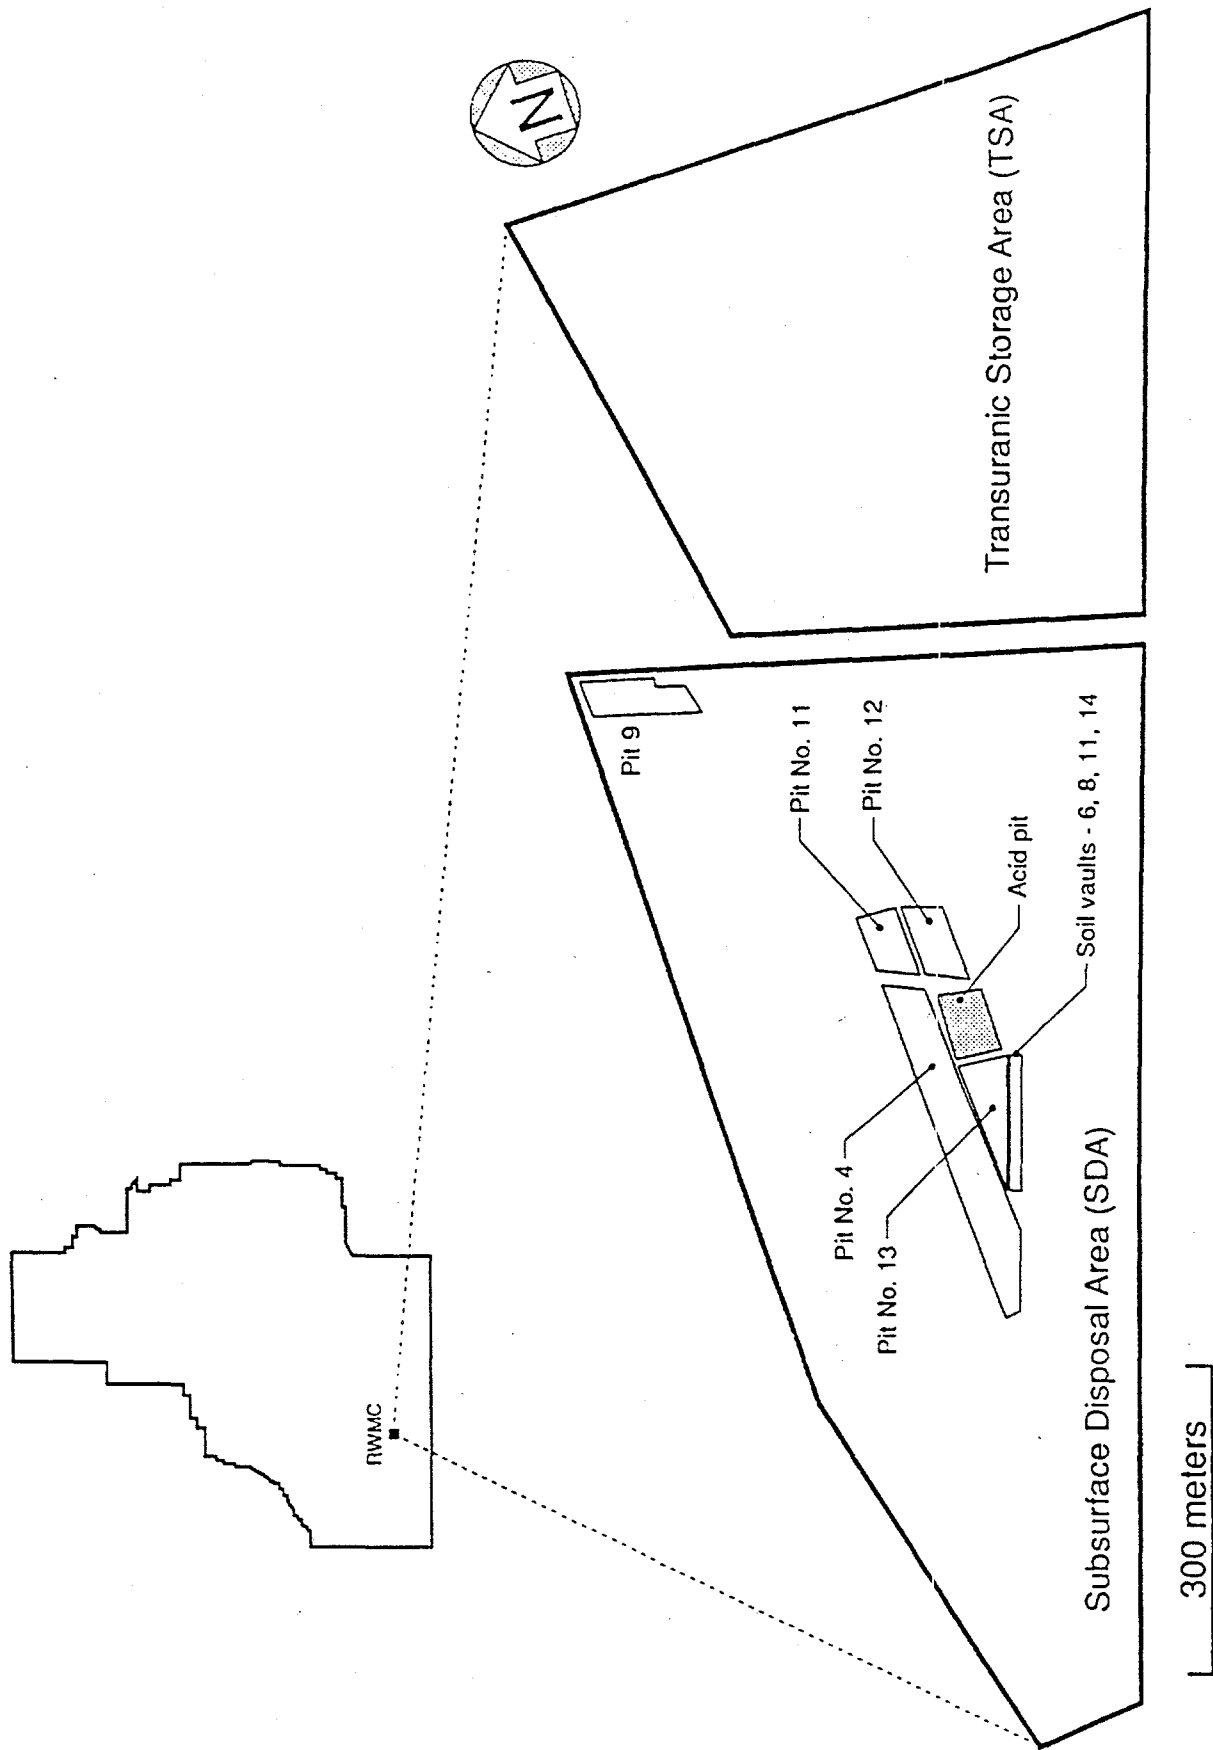 N
RWMC
Pit 9
Pit No. 11
Pit No. 12
Acid pit
Soil vaults - 6, 8, 11, 14
Pit No. 4
Pit No. 13
Transuranic Storage Area (TSA)
Subsurface Disposal Area (SDA)
300 meters